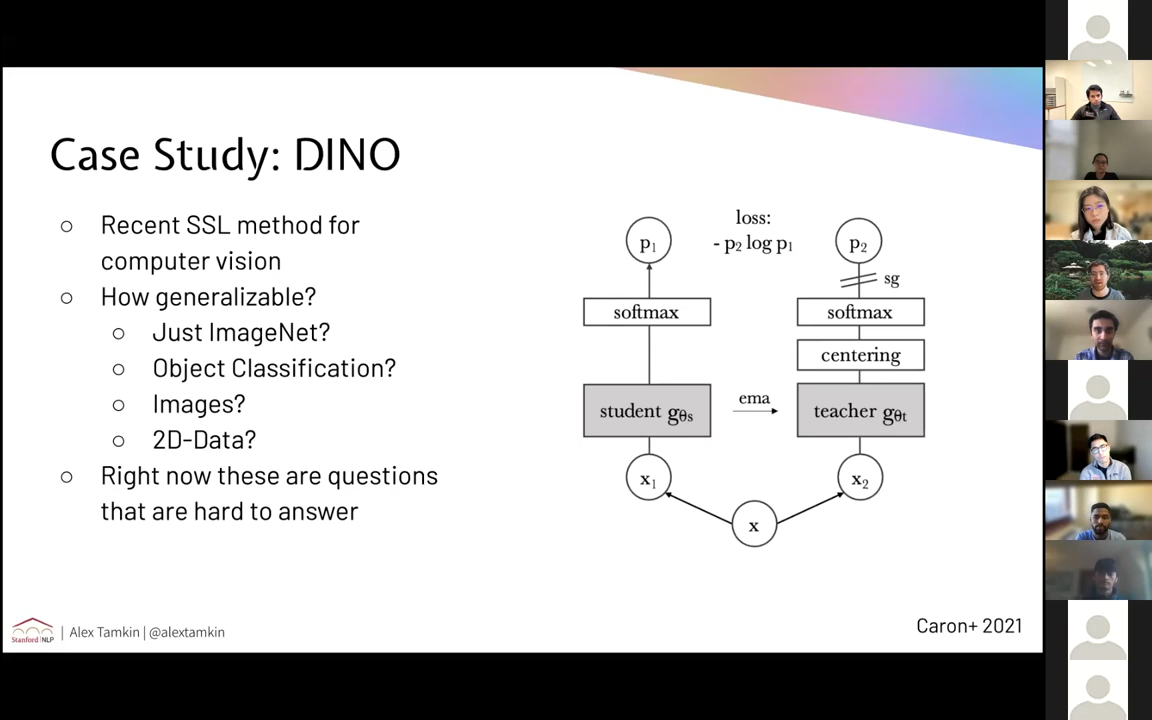 Case Study: DINO
○ Recent SSL method for
computer vision
○ How generalizable?
○ Just ImageNet?
○ Object Classification?
○ Images?
○ 2D-Data?
○ Right now these are questions
that are hard to answer
loss:
- p₂ log p₁
p₁
p₂
sg
softmax
softmax
centering
student gθs
ema
teacher gθt
x₁
x₂
x
Stanford NLP | Alex Tamkin | @alextamkin
Caron+ 2021